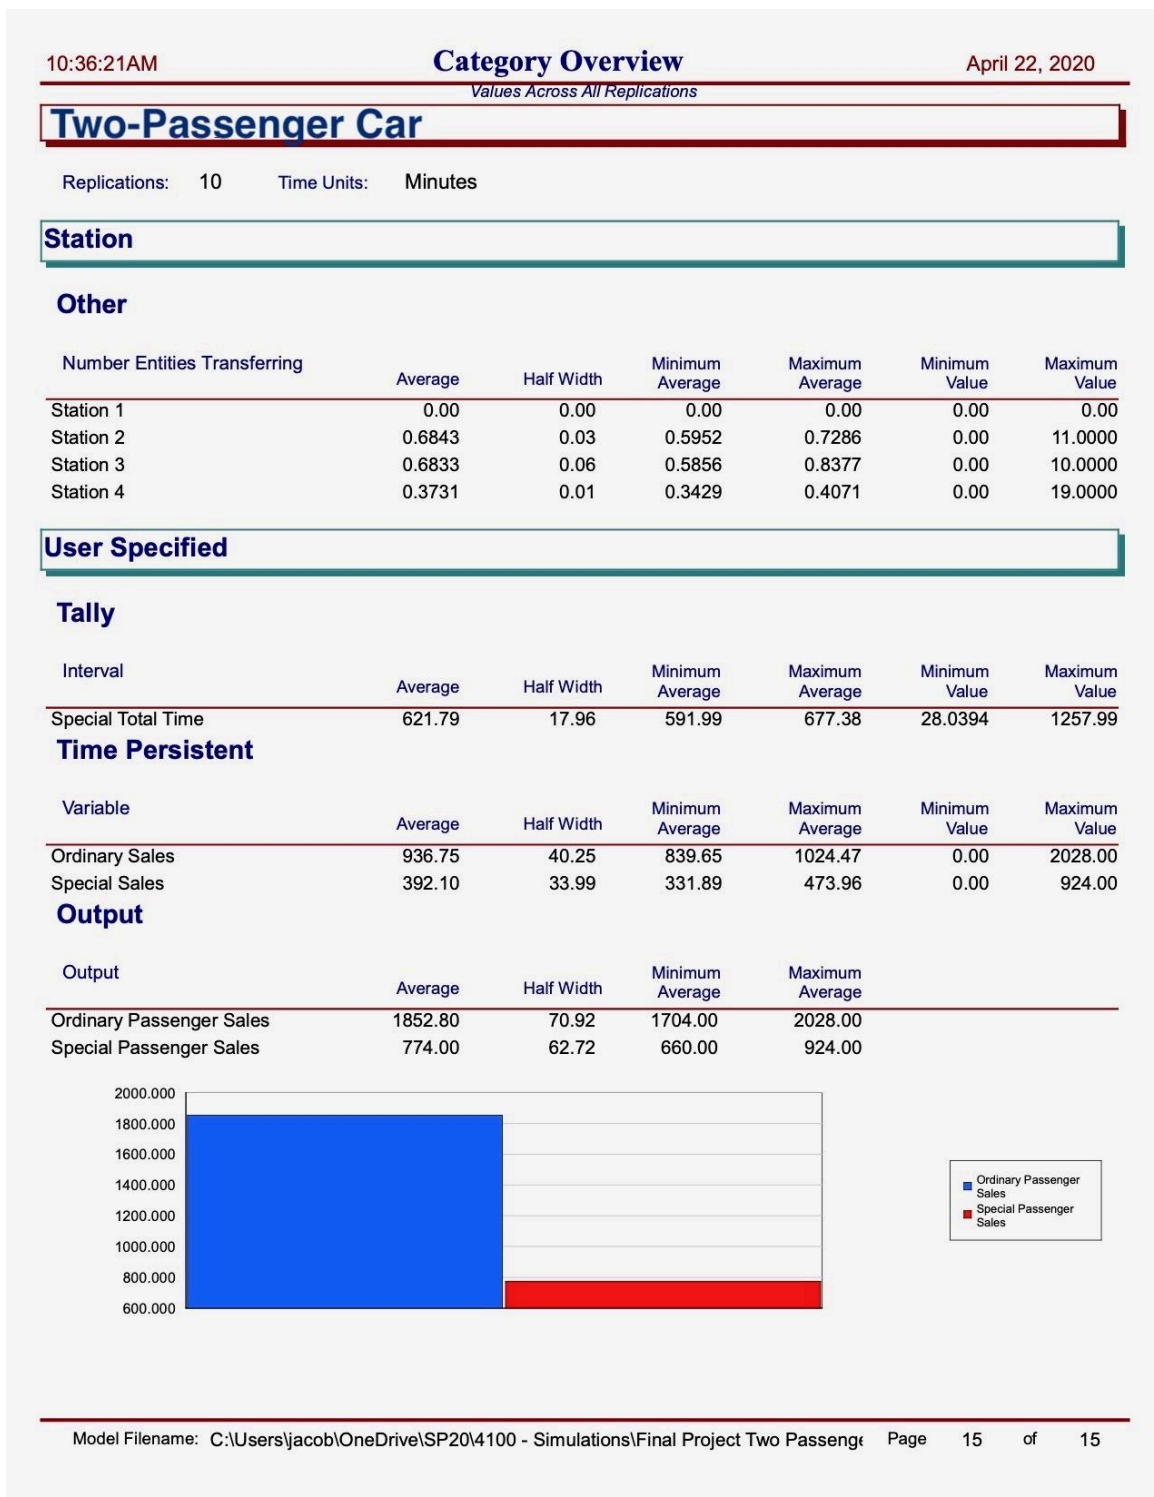 10:36:21AM Category Overview April 22, 2020
Values Across All Replications
Two-Passenger Car
Replications: 10 Time Units: Minutes
Station
Other
Number Entities Transferring Average Half Width Minimum Average Maximum Average Minimum Value Maximum Value
Station 1 0.00 0.00 0.00 0.00 0.00 0.00
Station 2 0.6843 0.03 0.5952 0.7286 0.00 11.0000
Station 3 0.6833 0.06 0.5856 0.8377 0.00 10.0000
Station 4 0.3731 0.01 0.3429 0.4071 0.00 19.0000
User Specified
Tally
Interval Average Half Width Minimum Average Maximum Average Minimum Value Maximum Value
Special Total Time 621.79 17.96 591.99 677.38 28.0394 1257.99
Time Persistent
Variable Average Half Width Minimum Average Maximum Average Minimum Value Maximum Value
Ordinary Sales 936.75 40.25 839.65 1024.47 0.00 2028.00
Special Sales 392.10 33.99 331.89 473.96 0.00 924.00
Output
Output Average Half Width Minimum Average Maximum Average
Ordinary Passenger Sales 1852.80 70.92 1704.00 2028.00
Special Passenger Sales 774.00 62.72 660.00 924.00
2000.000
1800.000
1600.000
1400.000
1200.000
1000.000
800.000
600.000
Ordinary Passenger
Sales
Special Passenger
Sales
Model Filename: C:\Users\jacob\OneDrive\SP20\4100 - Simulations\Final Project Two Passenge Page 15 of 15